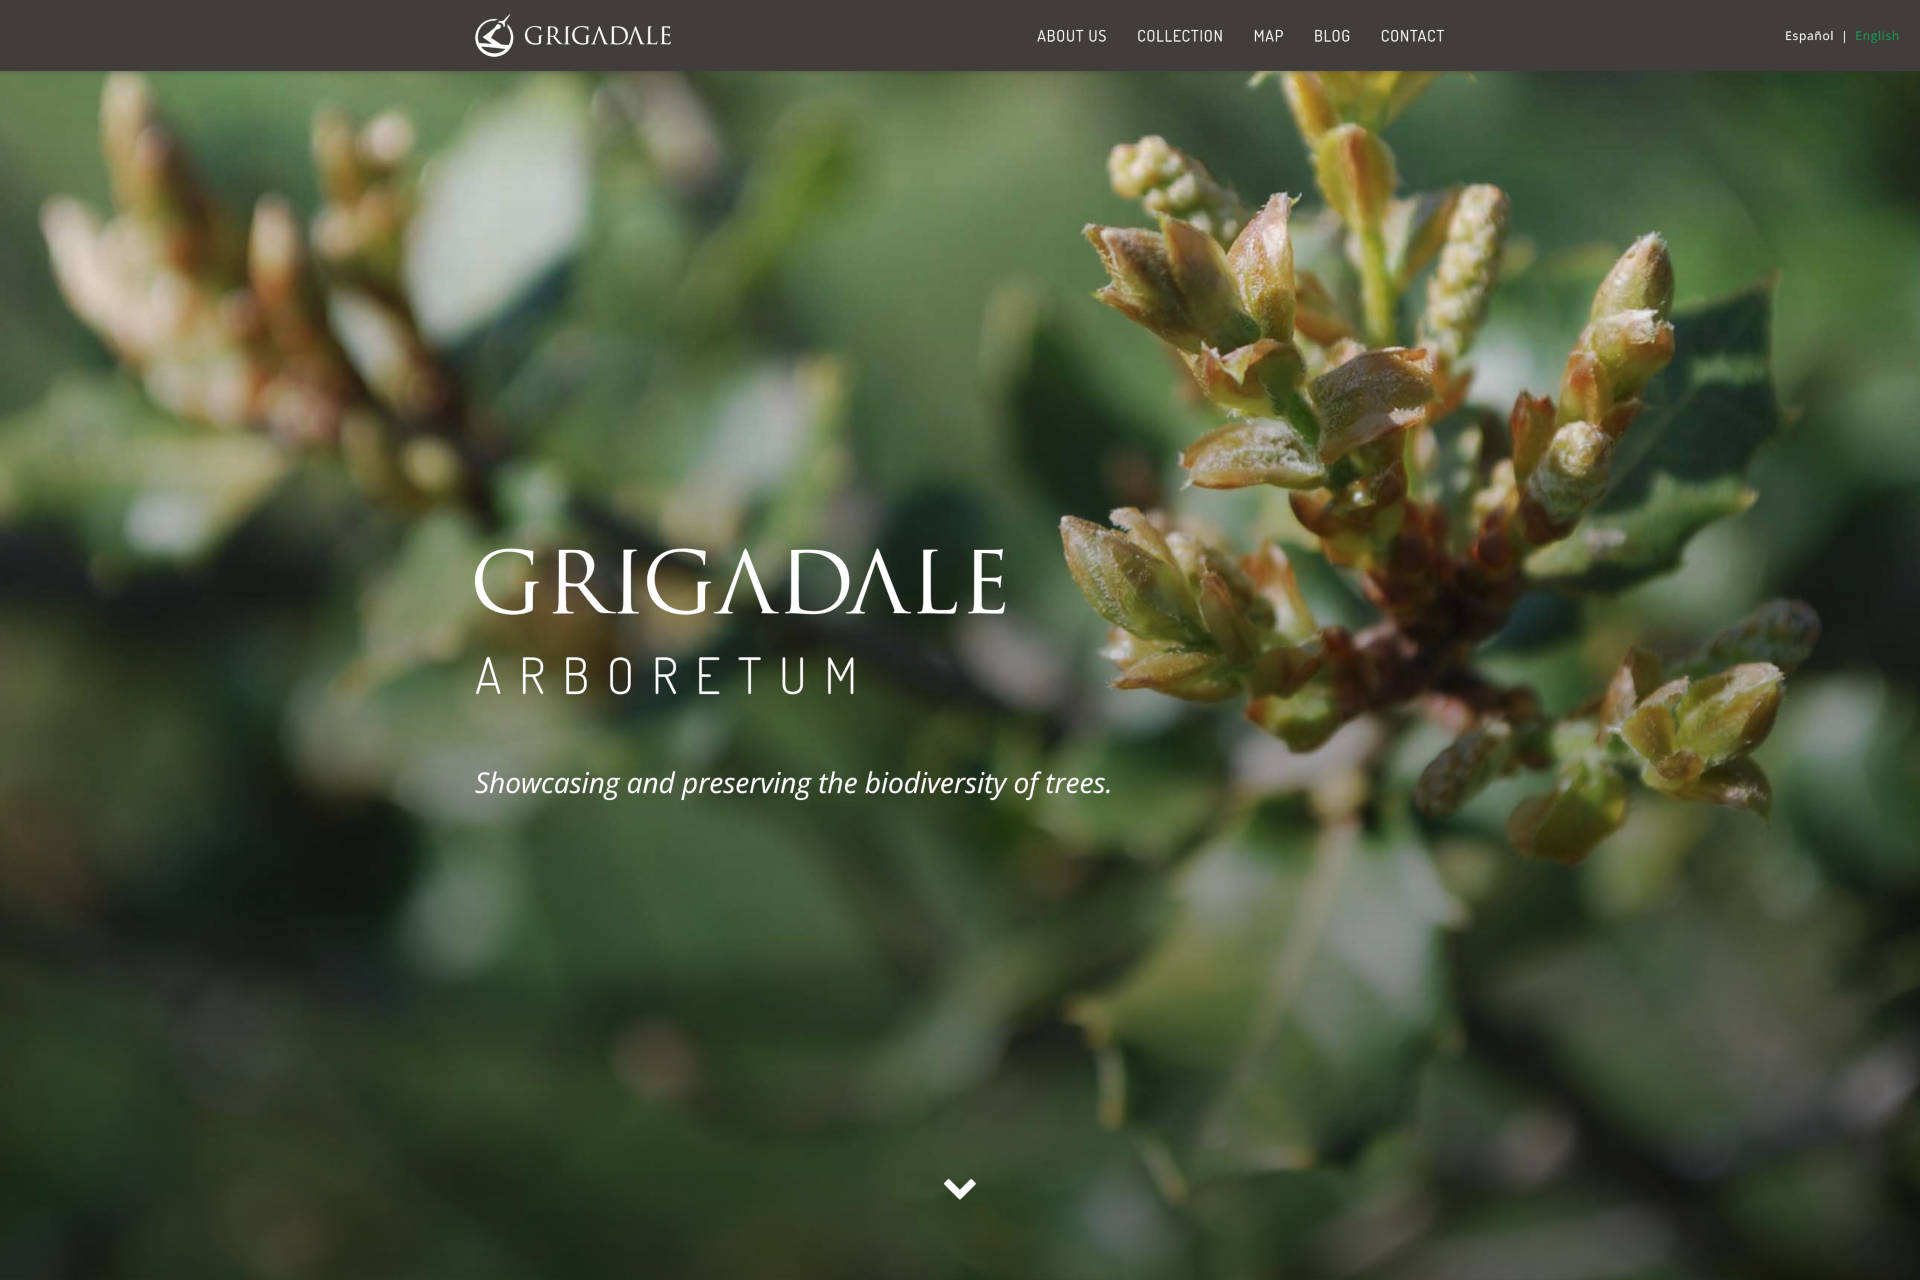 GRIGADALE
ABOUT US
COLLECTION
MAP
BLOG
CONTACT
Español | English
GRIGADALE
ARBORETUM
Showcasing and preserving the biodiversity of trees.